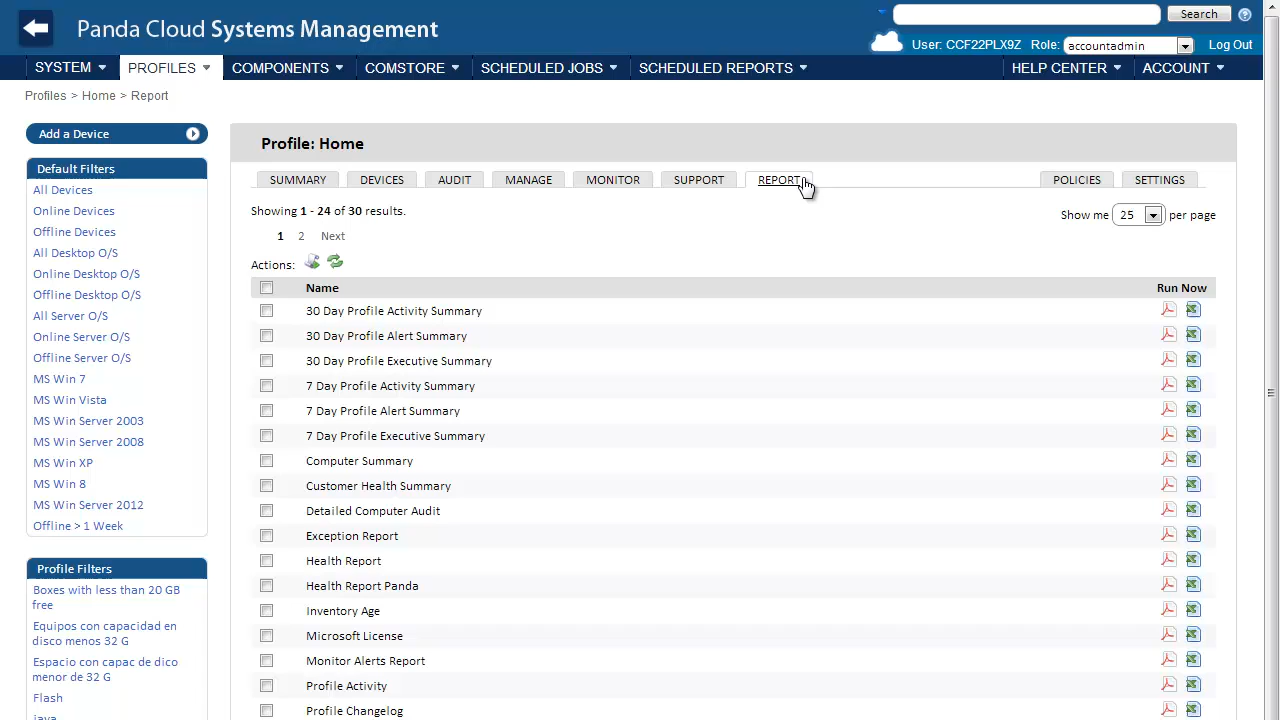 Panda Cloud Systems Management
Search
User: CCF22PLX9Z Role: accountadmin Log Out
SYSTEM PROFILES COMPONENTS COMSTORE SCHEDULED JOBS SCHEDULED REPORTS HELP CENTER ACCOUNT
Profiles > Home > Report
Add a Device
Default Filters
All Devices
Online Devices
Offline Devices
All Desktop O/S
Online Desktop O/S
Offline Desktop O/S
All Server O/S
Online Server O/S
Offline Server O/S
MS Win 7
MS Win Vista
MS Win Server 2003
MS Win Server 2008
MS Win XP
MS Win 8
MS Win Server 2012
Offline > 1 Week
Profile Filters
Boxes with less than 20 GB
free
Equipos con capacidad en
disco menos 32 G
Espacio con capac de dico
menor de 32 G
Flash
java
Profile: Home
SUMMARY DEVICES AUDIT MANAGE MONITOR SUPPORT REPORT POLICIES SETTINGS
Showing 1 - 24 of 30 results.
Show me 25 per page
1 2 Next
Actions:
Name Run Now
30 Day Profile Activity Summary
30 Day Profile Alert Summary
30 Day Profile Executive Summary
7 Day Profile Activity Summary
7 Day Profile Alert Summary
7 Day Profile Executive Summary
Computer Summary
Customer Health Summary
Detailed Computer Audit
Exception Report
Health Report
Health Report Panda
Inventory Age
Microsoft License
Monitor Alerts Report
Profile Activity
Profile Changelog